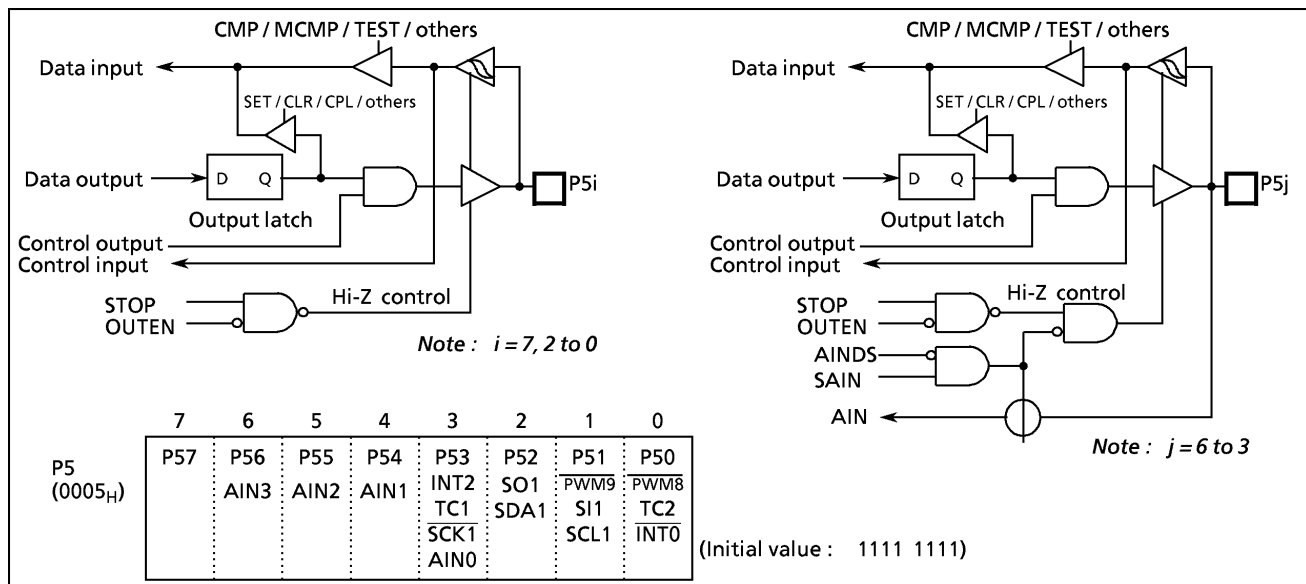 CMP / MCMP / TEST / others
Data input
SET / CLR / CPL / others
Data output
D Q
P5i
Output latch
Control output
Control input
STOP
OUTEN
Hi-Z control
Note : i = 7, 2 to 0
CMP / MCMP / TEST / others
Data input
SET / CLR / CPL / others
Data output
D Q
P5j
Output latch
Control output
Control input
STOP
OUTEN
Hi-Z control
AINDS
SAIN
AIN
Note : j = 6 to 3
7 6 5 4 3 2 1 0
P5
(0005H)
P57 P56 P55 P54 P53 P52 P51 P50
AIN3 AIN2 AIN1 INT2 SO1 PWM9 PWM8
TC1 SDA1 SI1 TC2
SCK1 SCL1 INT0
AIN0
(Initial value : 1111 1111)